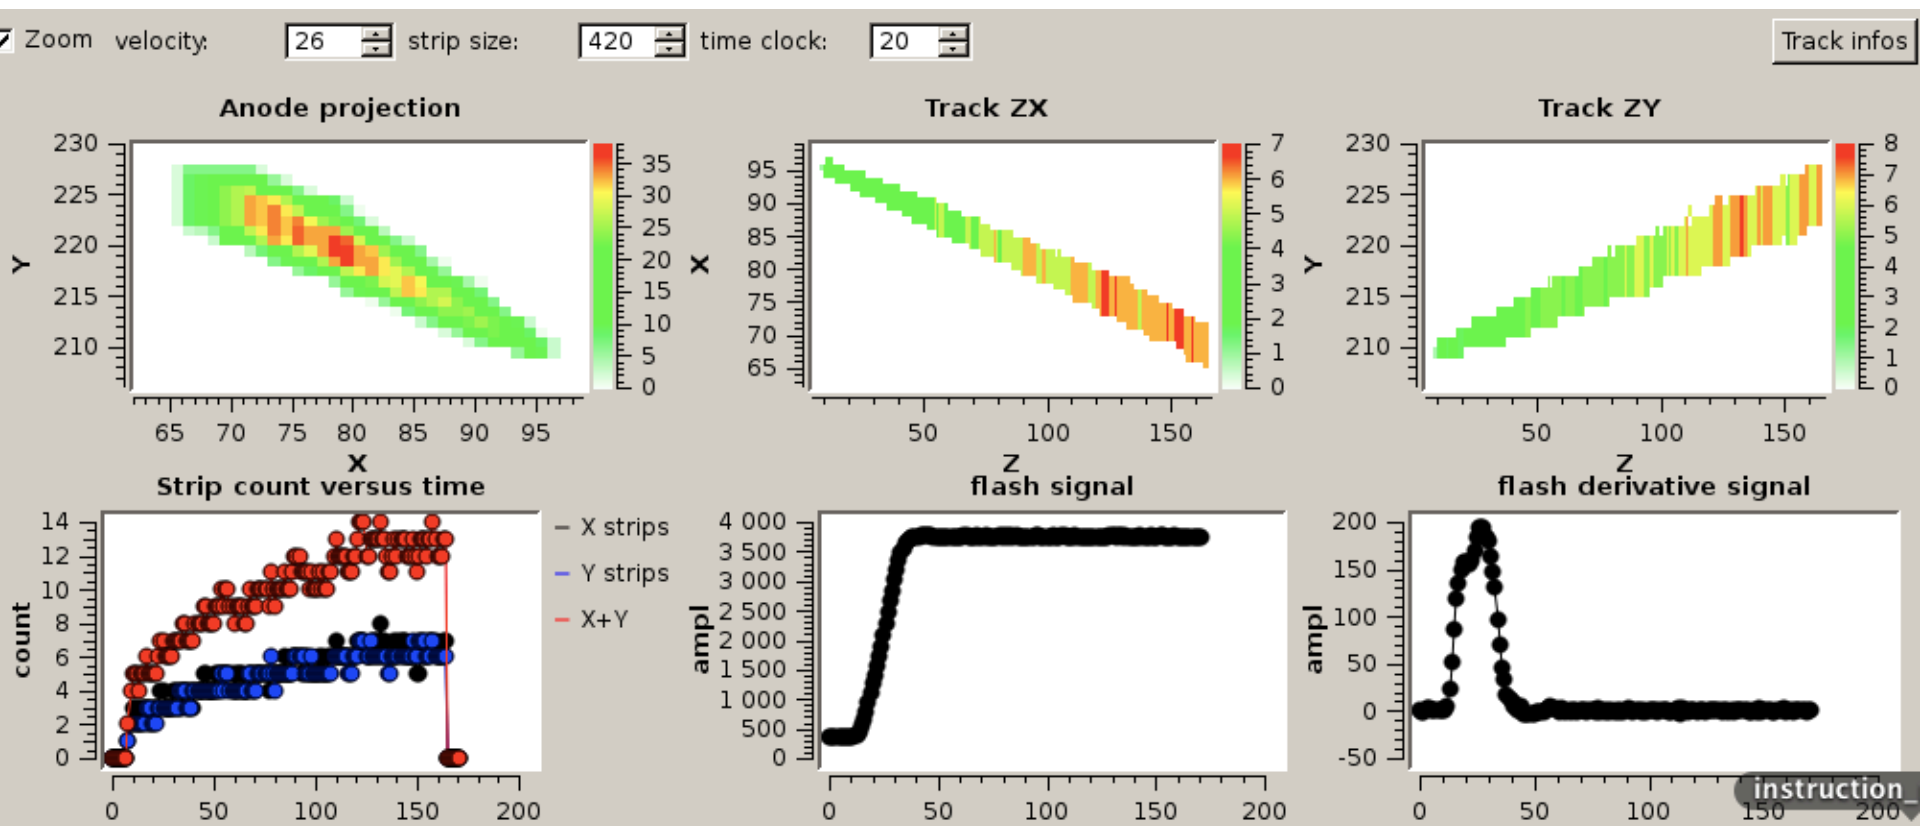 Zoom velocity: 26 strip size: 420 time clock: 20 Track infos
Anode projection
230
225
220
215
210
Y
65 70 75 80 85 90 95
X
35
30
25
20
15
10
5
0
Track ZX
95
90
85
80
75
70
65
X
50 100 150
Z
7
6
5
4
3
2
1
0
Track ZY
230
225
220
215
210
Y
50 100 150
Z
8
7
6
5
4
3
2
1
0
Strip count versus time
14
12
10
8
6
4
2
0
count
0 50 100 150 200
X strips
Y strips
X+Y
flash signal
4 000
3 500
3 000
2 500
2 000
1 500
1 000
500
0
ampl
0 50 100 150 200
flash derivative signal
200
150
100
50
0
-50
ampl
0 50 100 150 200
instruction_